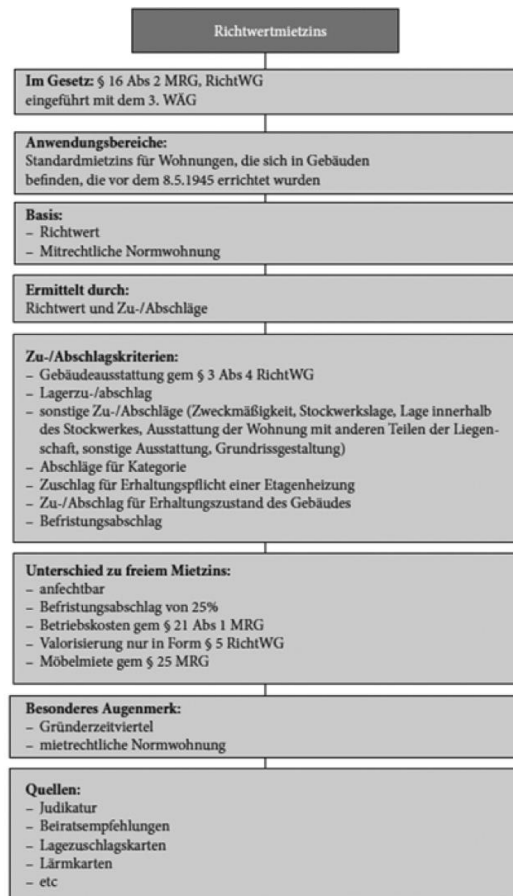 Richtwertmietzins
Im Gesetz: § 16 Abs 2 MRG, RichtWG
eingeführt mit dem 3. WÄG
Anwendungsbereiche:
Standardmietzins für Wohnungen, die sich in Gebäuden
befinden, die vor dem 8.5.1945 errichtet wurden
Basis:
– Richtwert
– Mitrechtliche Normwohnung
Ermittelt durch:
Richtwert und Zu-/Abschläge
Zu-/Abschlagskriterien:
– Gebäudeausstattung gem § 3 Abs 4 RichtWG
– Lagerzu-/abschlag
– sonstige Zu-/Abschläge (Zweckmäßigkeit, Stockwerkslage, Lage innerhalb
des Stockwerkes, Ausstattung der Wohnung mit anderen Teilen der Liegen-
schaft, sonstige Ausstattung, Grundrissgestaltung)
– Abschläge für Kategorie
– Zuschlag für Erhaltungspflicht einer Etagenheizung
– Zu-/Abschlag für Erhaltungszustand des Gebäudes
– Befristungsabschlag
Unterschied zu freiem Mietzins:
– anfechtbar
– Befristungsabschlag von 25%
– Betriebskosten gem § 21 Abs 1 MRG
– Valorisierung nur in Form § 5 RichtWG
– Möbelmiete gem § 25 MRG
Besonderes Augenmerk:
– Gründerzeitviertel
– mietrechtliche Normwohnung
Quellen:
– Judikatur
– Beiratsempfehlungen
– Lagezuschlagskarten
– Lärmkarten
– etc